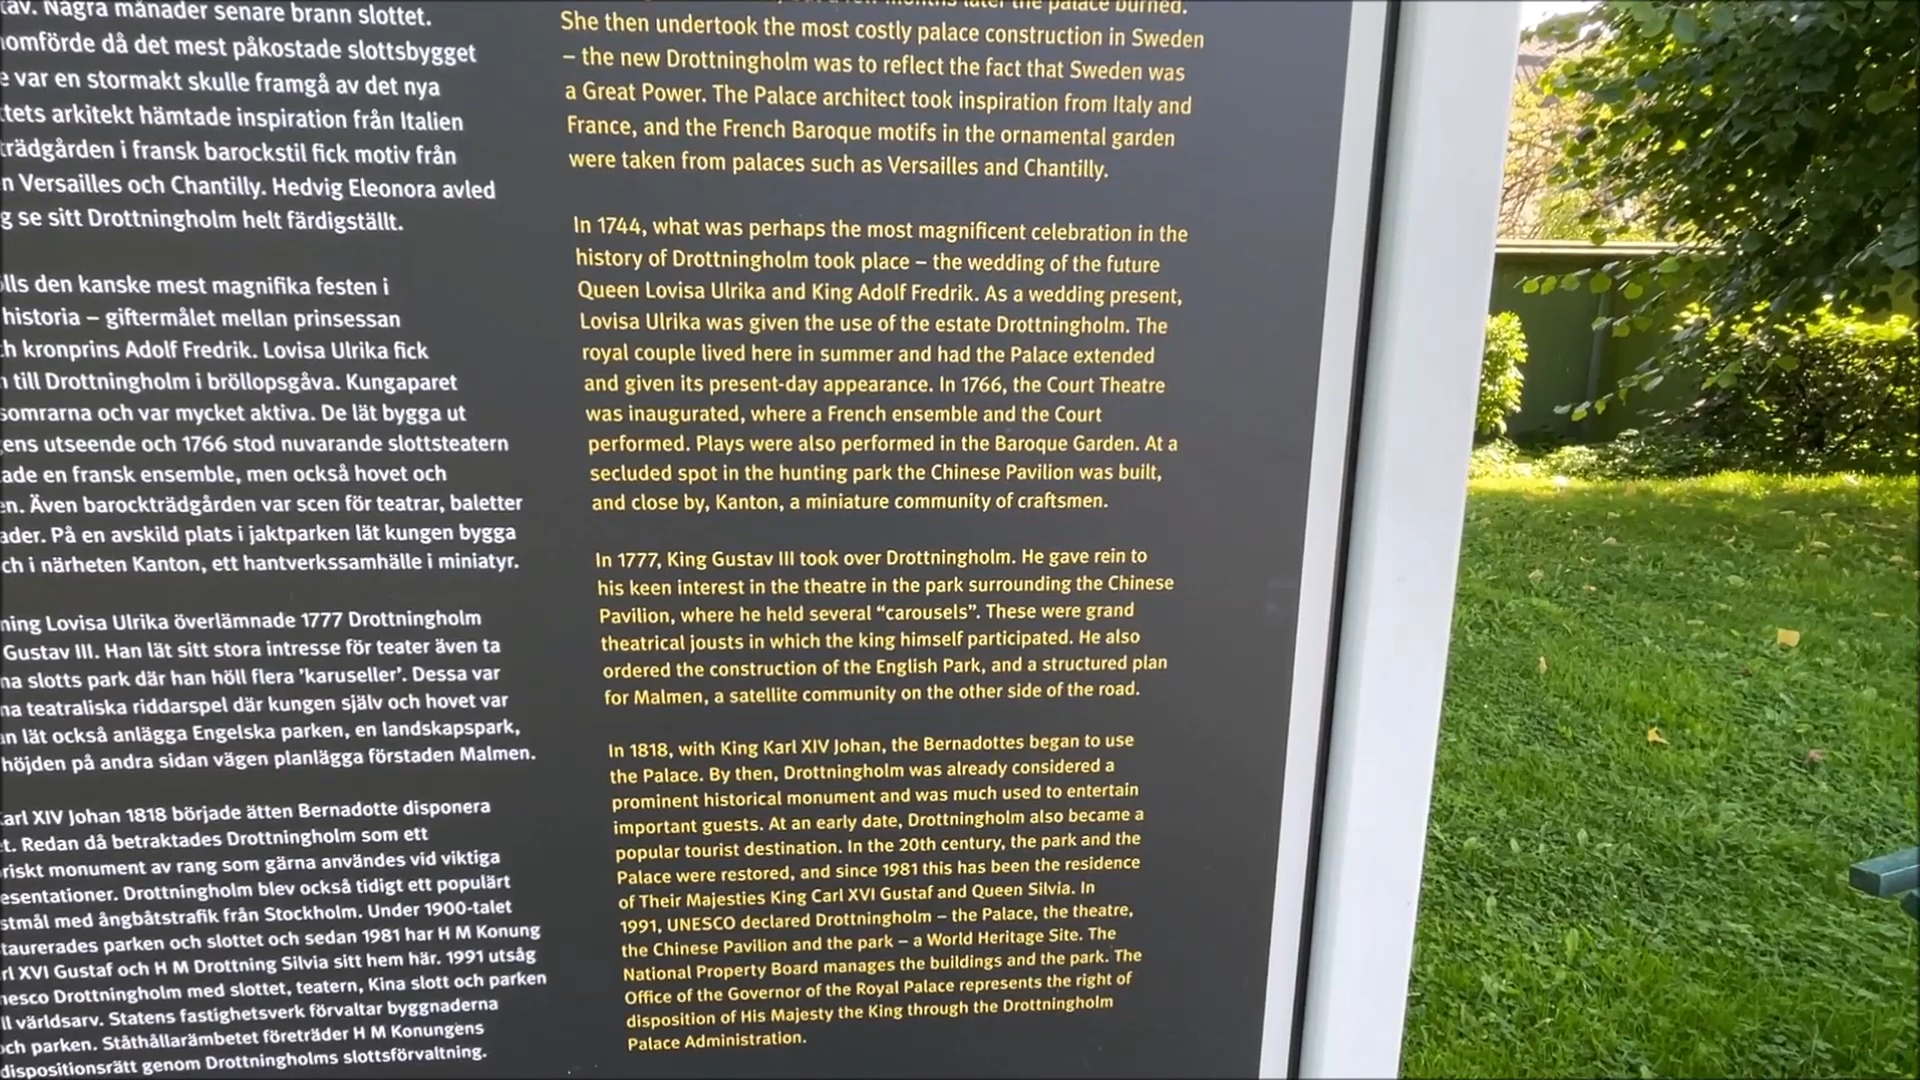 Några månader senare brann slottet.
omförde då det mest påkostade slottsbygget
var en stormakt skulle framgå av det nya
arkitekt hämtade inspiration från Italien
trädgården i fransk barockstil fick motiv från
Versailles och Chantilly. Hedvig Eleonora avled
se sitt Drottningholm helt färdigställt.
den kanske mest magnifika festen i
historia – giftermålet mellan prinsessan
kronprins Adolf Fredrik. Lovisa Ulrika fick
till Drottningholm i bröllopsgåva. Kungaparet
somrarna och var mycket aktiva. De lät bygga ut
utseende och 1766 stod nuvarande slottsteatern
en fransk ensemble, men också hovet och
Även barockträdgården var scen för teatrar, baletter
På en avskild plats i jaktparken lät kungen bygga
i närheten Kanton, ett hantverkssamhälle i miniatyr.
Lovisa Ulrika överlämnade 1777 Drottningholm
Gustav III. Han lät sitt stora intresse för teater även ta
slotts park där han höll flera ’karuseller’. Dessa var
teatraliska riddarspel där kungen själv och hovet var
lät också anlägga Engelska parken, en landskapspark,
höjden på andra sidan vägen planlägga förstaden Malmen.
arl XIV Johan 1818 började ätten Bernadotte disponera
Redan då betraktades Drottningholm som ett
monument av rang som gärna användes vid viktiga
Drottningholm blev också tidigt ett populärt
med ångbåtstrafik från Stockholm. Under 1900-talet
taurerades parken och slottet och sedan 1981 har H M Konung
XVI Gustaf och H M Drottning Silvia sitt hem här. 1991 utsåg
nesco Drottningholm med slottet, teatern, Kina slott och parken
världsarv. Statens fastighetsverk förvaltar byggnaderna
och parken. Ståthållarämbetet företräder H M Konungens
dispositionsrätt genom Drottningholms slottsförvaltning.
later the palace burned.
She then undertook the most costly palace construction in Sweden
– the new Drottningholm was to reflect the fact that Sweden was
a Great Power. The Palace architect took inspiration from Italy and
France, and the French Baroque motifs in the ornamental garden
were taken from palaces such as Versailles and Chantilly.
In 1744, what was perhaps the most magnificent celebration in the
history of Drottningholm took place – the wedding of the future
Queen Lovisa Ulrika and King Adolf Fredrik. As a wedding present,
Lovisa Ulrika was given the use of the estate Drottningholm. The
royal couple lived here in summer and had the Palace extended
and given its present-day appearance. In 1766, the Court Theatre
was inaugurated, where a French ensemble and the Court
performed. Plays were also performed in the Baroque Garden. At a
secluded spot in the hunting park the Chinese Pavilion was built,
and close by, Kanton, a miniature community of craftsmen.
In 1777, King Gustav III took over Drottningholm. He gave rein to
his keen interest in the theatre in the park surrounding the Chinese
Pavilion, where he held several “carousels”. These were grand
theatrical jousts in which the king himself participated. He also
ordered the construction of the English Park, and a structured plan
for Malmen, a satellite community on the other side of the road.
In 1818, with King Karl XIV Johan, the Bernadottes began to use
the Palace. By then, Drottningholm was already considered a
prominent historical monument and was much used to entertain
important guests. At an early date, Drottningholm also became a
popular tourist destination. In the 20th century, the park and the
Palace were restored, and since 1981 this has been the residence
of Their Majesties King Carl XVI Gustaf and Queen Silvia. In
1991, UNESCO declared Drottningholm – the Palace, the theatre,
the Chinese Pavilion and the park – a World Heritage Site. The
National Property Board manages the buildings and the park. The
Office of the Governor of the Royal Palace represents the right of
disposition of His Majesty the King through the Drottningholm
Palace Administration.